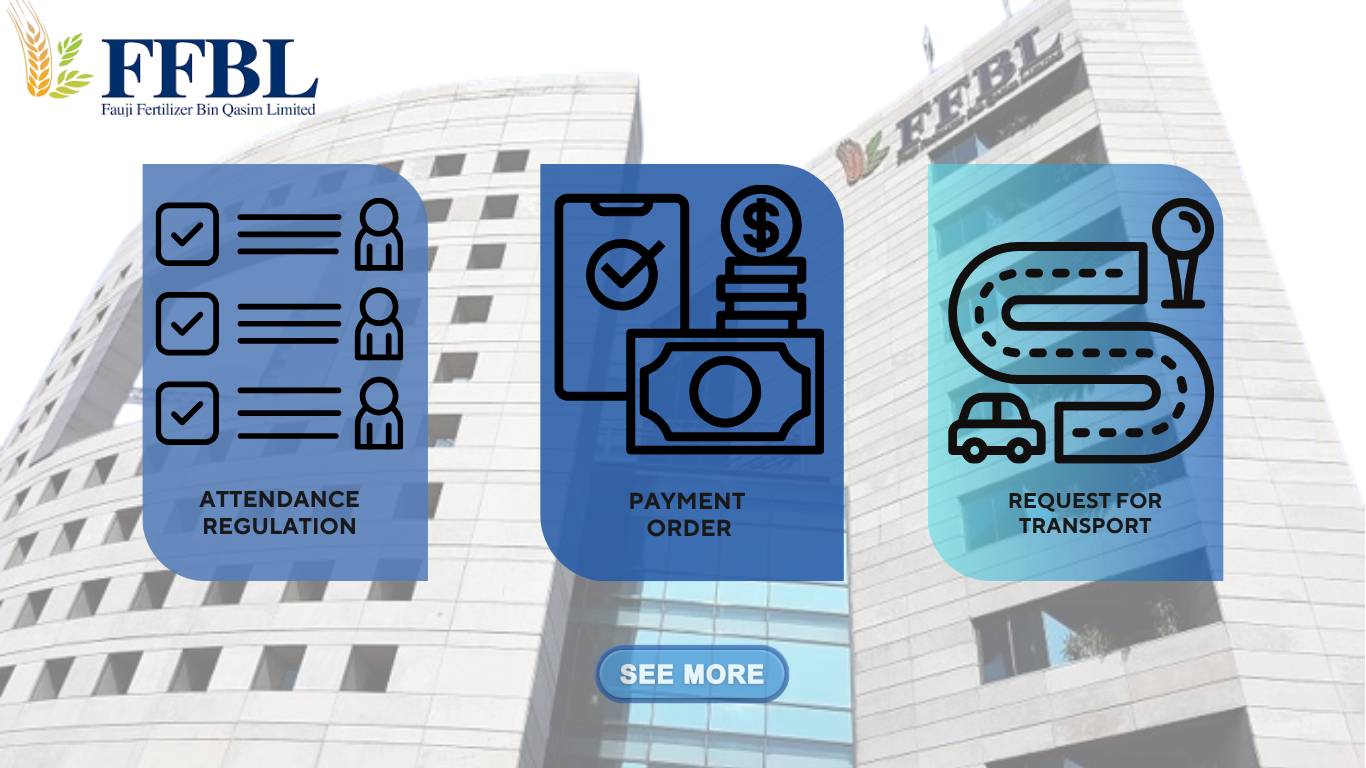 FFBL
Fauji Fertilizer Bin Qasim Limited
FFBL
ATTENDANCE
REGULATION
PAYMENT
ORDER
REQUEST FOR
TRANSPORT
SEE MORE